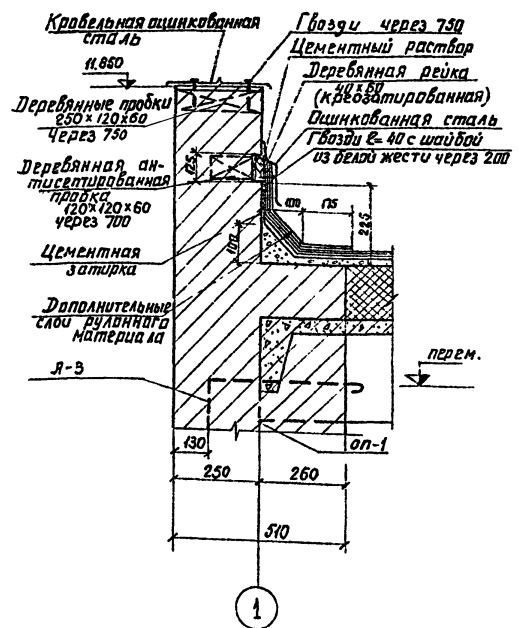 Кровельная оцинкованная
сталь
11.850
Гвозди через 750
Цементный раствор
Деревянная рейка
40×60
(креозатированная)
Оцинкованная сталь
Гвозди ℓ=40 с шайбой
из белой жести через 200
Деревянные пробки
250×120×60
Через 750
Деревянная ан-
тисетированная
пробка
120×120×60
через 700
Цементная
затирка
Дополнительные
слои рулонного
материала
125
100
175
225
100
перем.
Я-3
оп-1
130
250
260
510
1